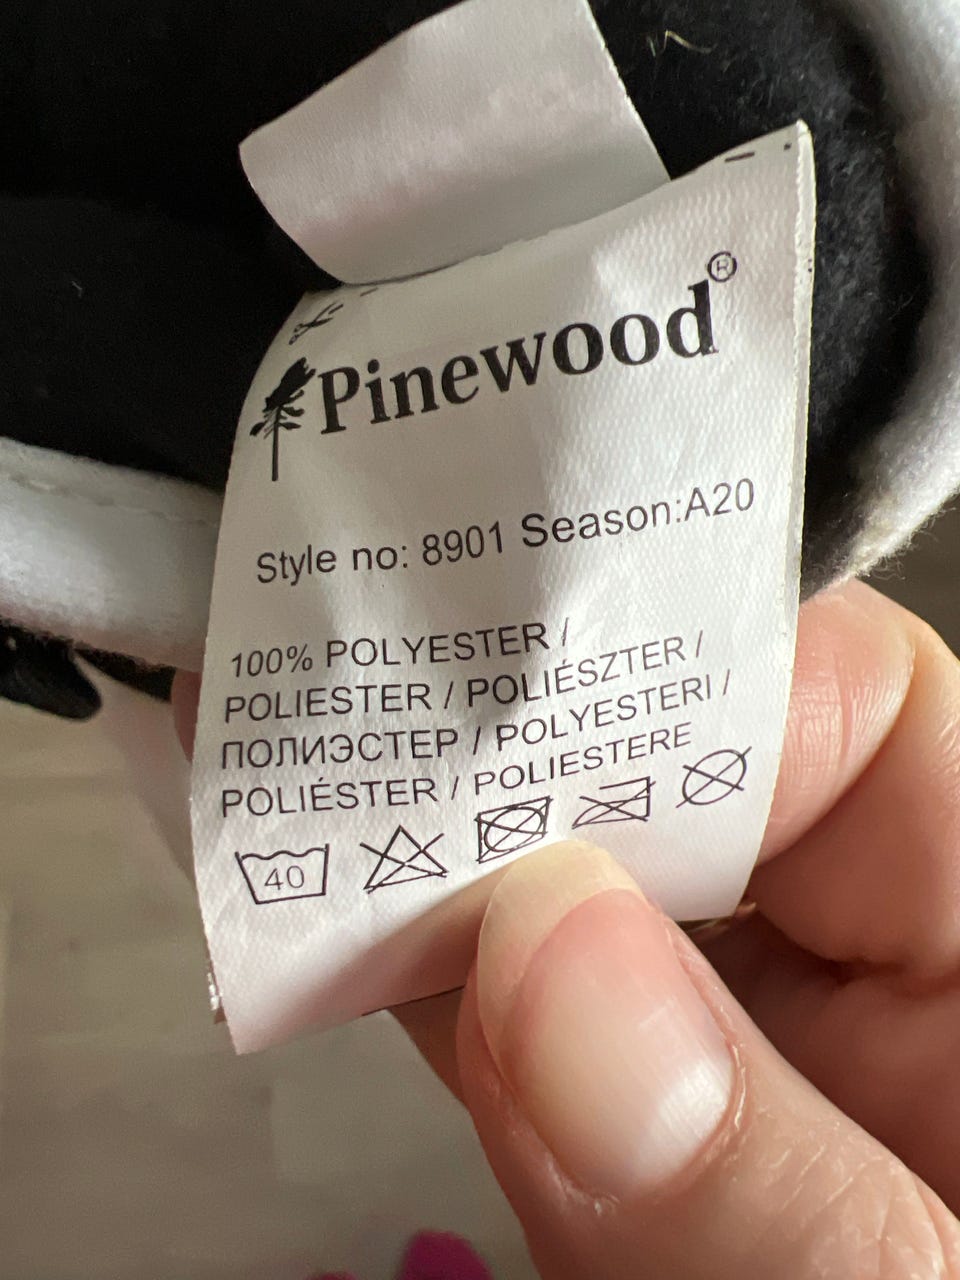 Pinewood®
Style no: 8901 Season:A20
100% POLYESTER /
POLIESTER / POLIÉSZTER /
ПОЛИЭСТЕР / POLYESTERI /
POLIÉSTER / POLIESTERE
40